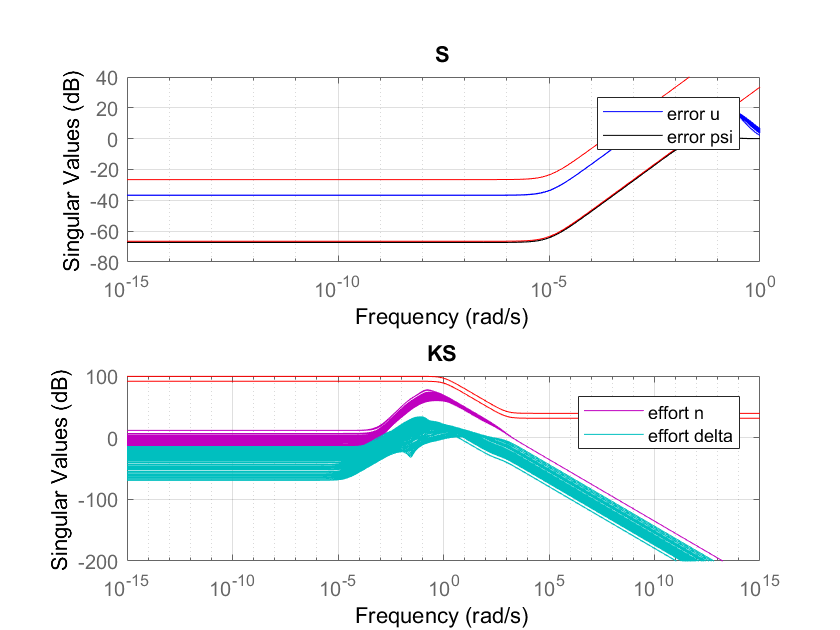 S
Singular Values (dB)
40
20
0
-20
-40
-60
-80
error u
error psi
10^-15
10^-10
10^-5
10^0
Frequency (rad/s)
KS
Singular Values (dB)
100
0
-100
-200
effort n
effort delta
10^-15
10^-10
10^-5
10^0
10^5
10^10
10^15
Frequency (rad/s)